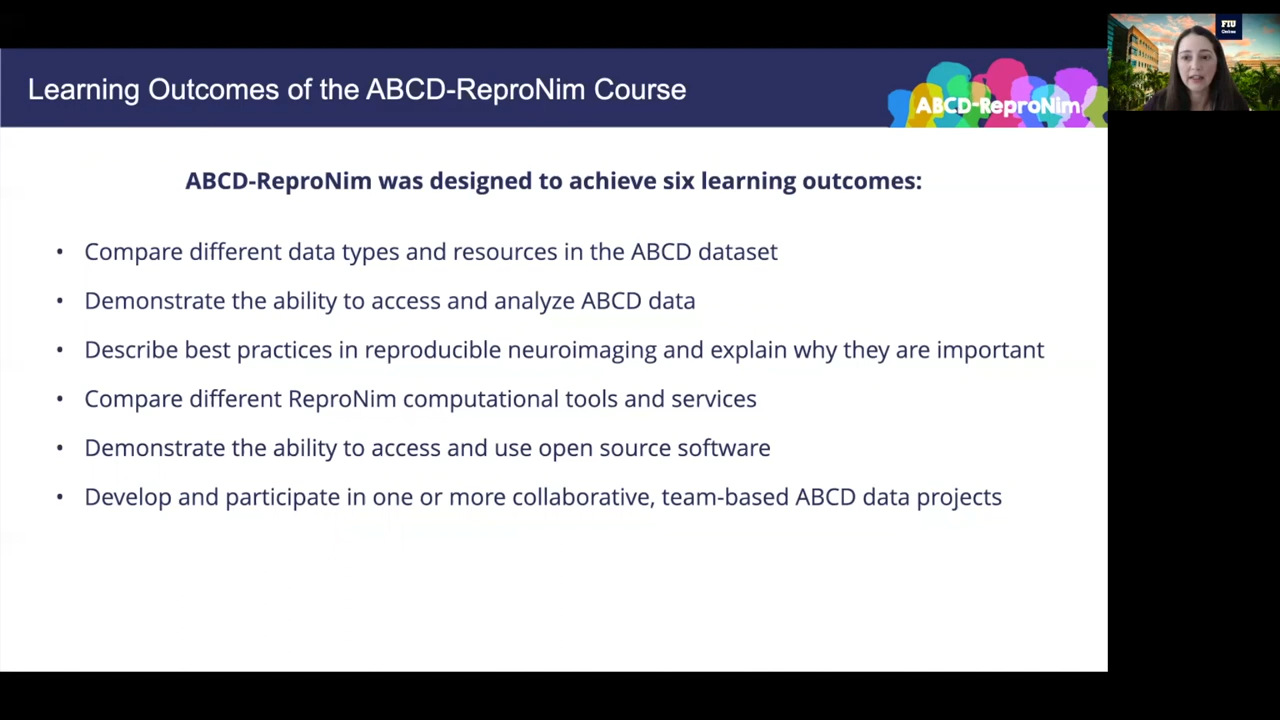 Learning Outcomes of the ABCD-ReproNim Course
ABCD-ReproNim
FIU
Online
ABCD-ReproNim was designed to achieve six learning outcomes:
• Compare different data types and resources in the ABCD dataset
• Demonstrate the ability to access and analyze ABCD data
• Describe best practices in reproducible neuroimaging and explain why they are important
• Compare different ReproNim computational tools and services
• Demonstrate the ability to access and use open source software
• Develop and participate in one or more collaborative, team-based ABCD data projects